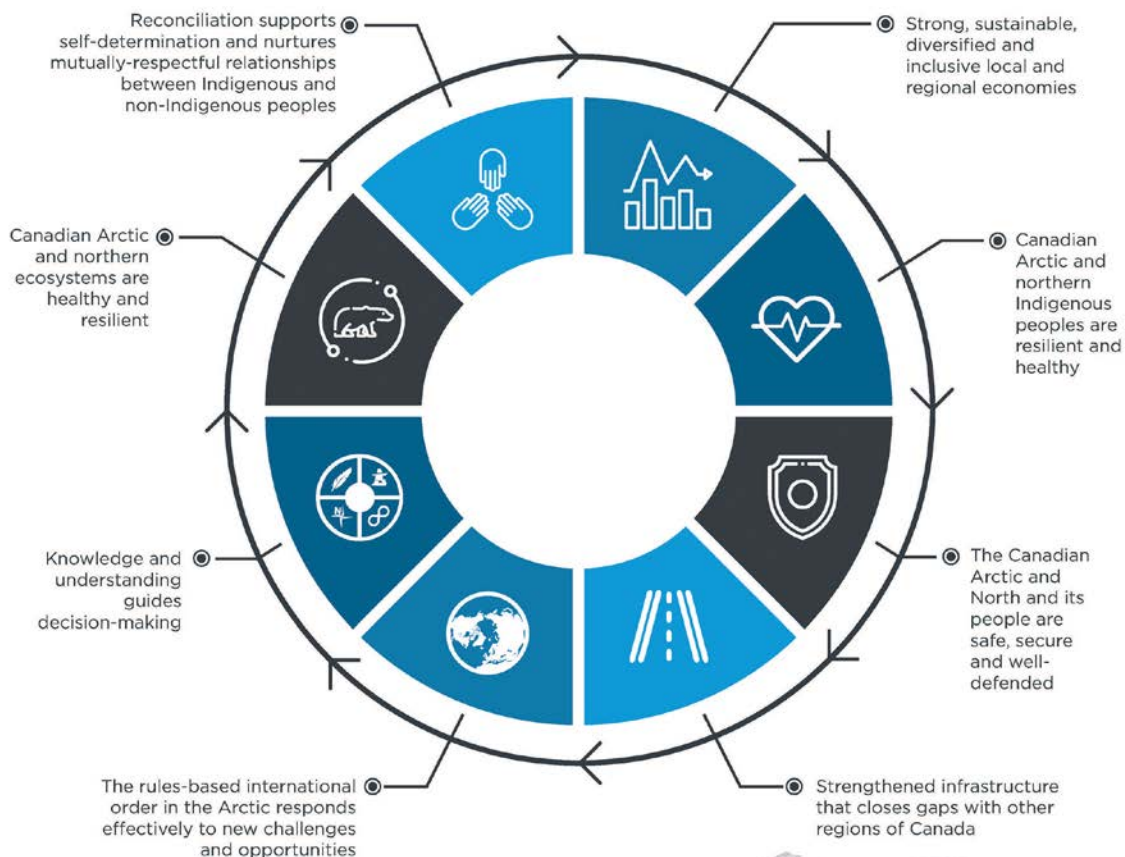 Reconciliation supports
self-determination and nurtures
mutually-respectful relationships
between Indigenous and
non-Indigenous peoples
Strong, sustainable,
diversified and
inclusive local and
regional economies
Canadian
Arctic and
northern
Indigenous
peoples are
resilient and
healthy
The Canadian
Arctic and
North and its
people are
safe, secure
and well-
defended
Strengthened infrastructure
that closes gaps with other
regions of Canada
The rules-based international
order in the Arctic responds
effectively to new challenges
and opportunities
Knowledge and
understanding
guides
decision-making
Canadian Arctic
and northern
ecosystems are
healthy and
resilient
N